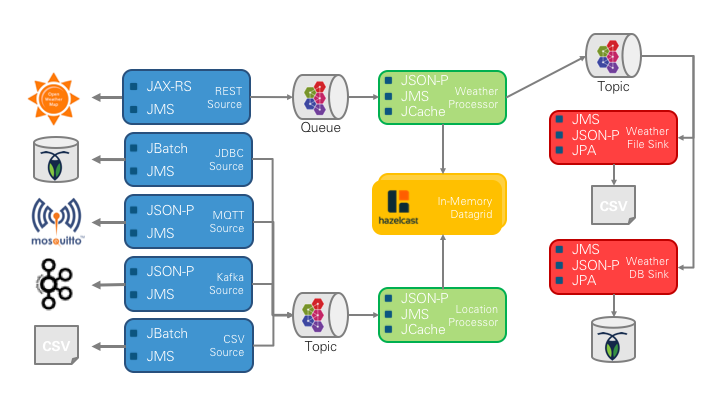 Open
Weather
Map
JAX-RS
JMS
REST
Source
Queue
JSON-P
JMS
JCache
Weather
Processor
Topic
JBatch
JMS
JDBC
Source
JMS
JSON-P
JPA
Weather
File Sink
CSV
mosquitto™
JSON-P
JMS
MQTT
Source
hazelcast
In-Memory
Datagrid
JSON-P
JMS
Kafka
Source
JMS
JSON-P
JPA
Weather
DB Sink
CSV
JBatch
JMS
CSV
Source
Topic
JSON-P
JMS
JCache
Location
Processor